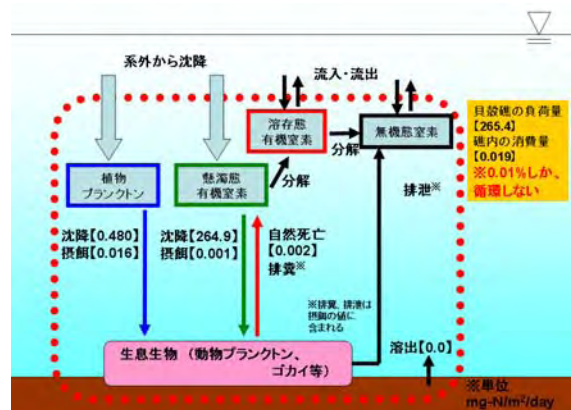 系外から沈降
流入・流出
溶存態
有機窒素
無機態窒素
分解
貝殻礁の負荷量
【265.4】
礁内の消費量
【0.019】
※0.01%しか、
循環しない
植物
プランクトン
懸濁態
有機窒素
分解
排泄※
沈降【0.480】
摂餌【0.016】
沈降【264.9】
摂餌【0.001】
自然死亡
【0.002】
排糞※
※排糞、排泄は
摂餌の値に
含まれる
生息生物 (動物プランクトン、
ゴカイ等)
溶出【0.0】
※単位
mg-N/m²/day